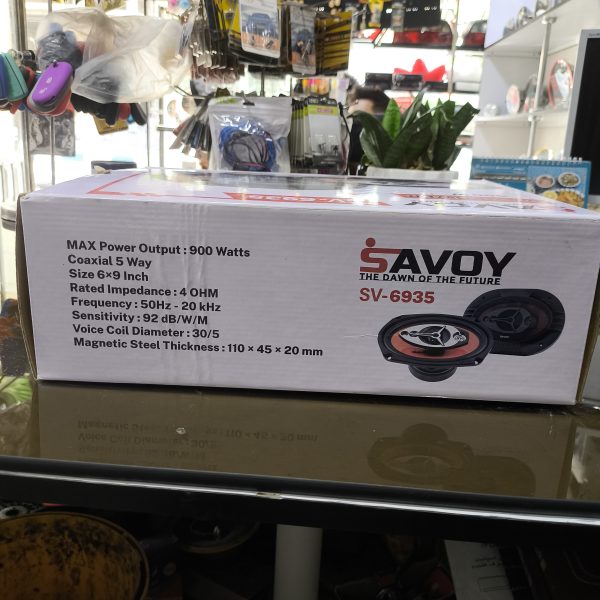 MAX Power Output : 900 Watts
Coaxial 5 Way
Size 6×9 Inch
Rated Impedance : 4 OHM
Frequency : 50Hz - 20 kHz
Sensitivity : 92 dB/W/M
Voice Coil Diameter : 30/5
Magnetic Steel Thickness : 110 × 45 × 20 mm
SAVOY
THE DAWN OF THE FUTURE
SV-6935